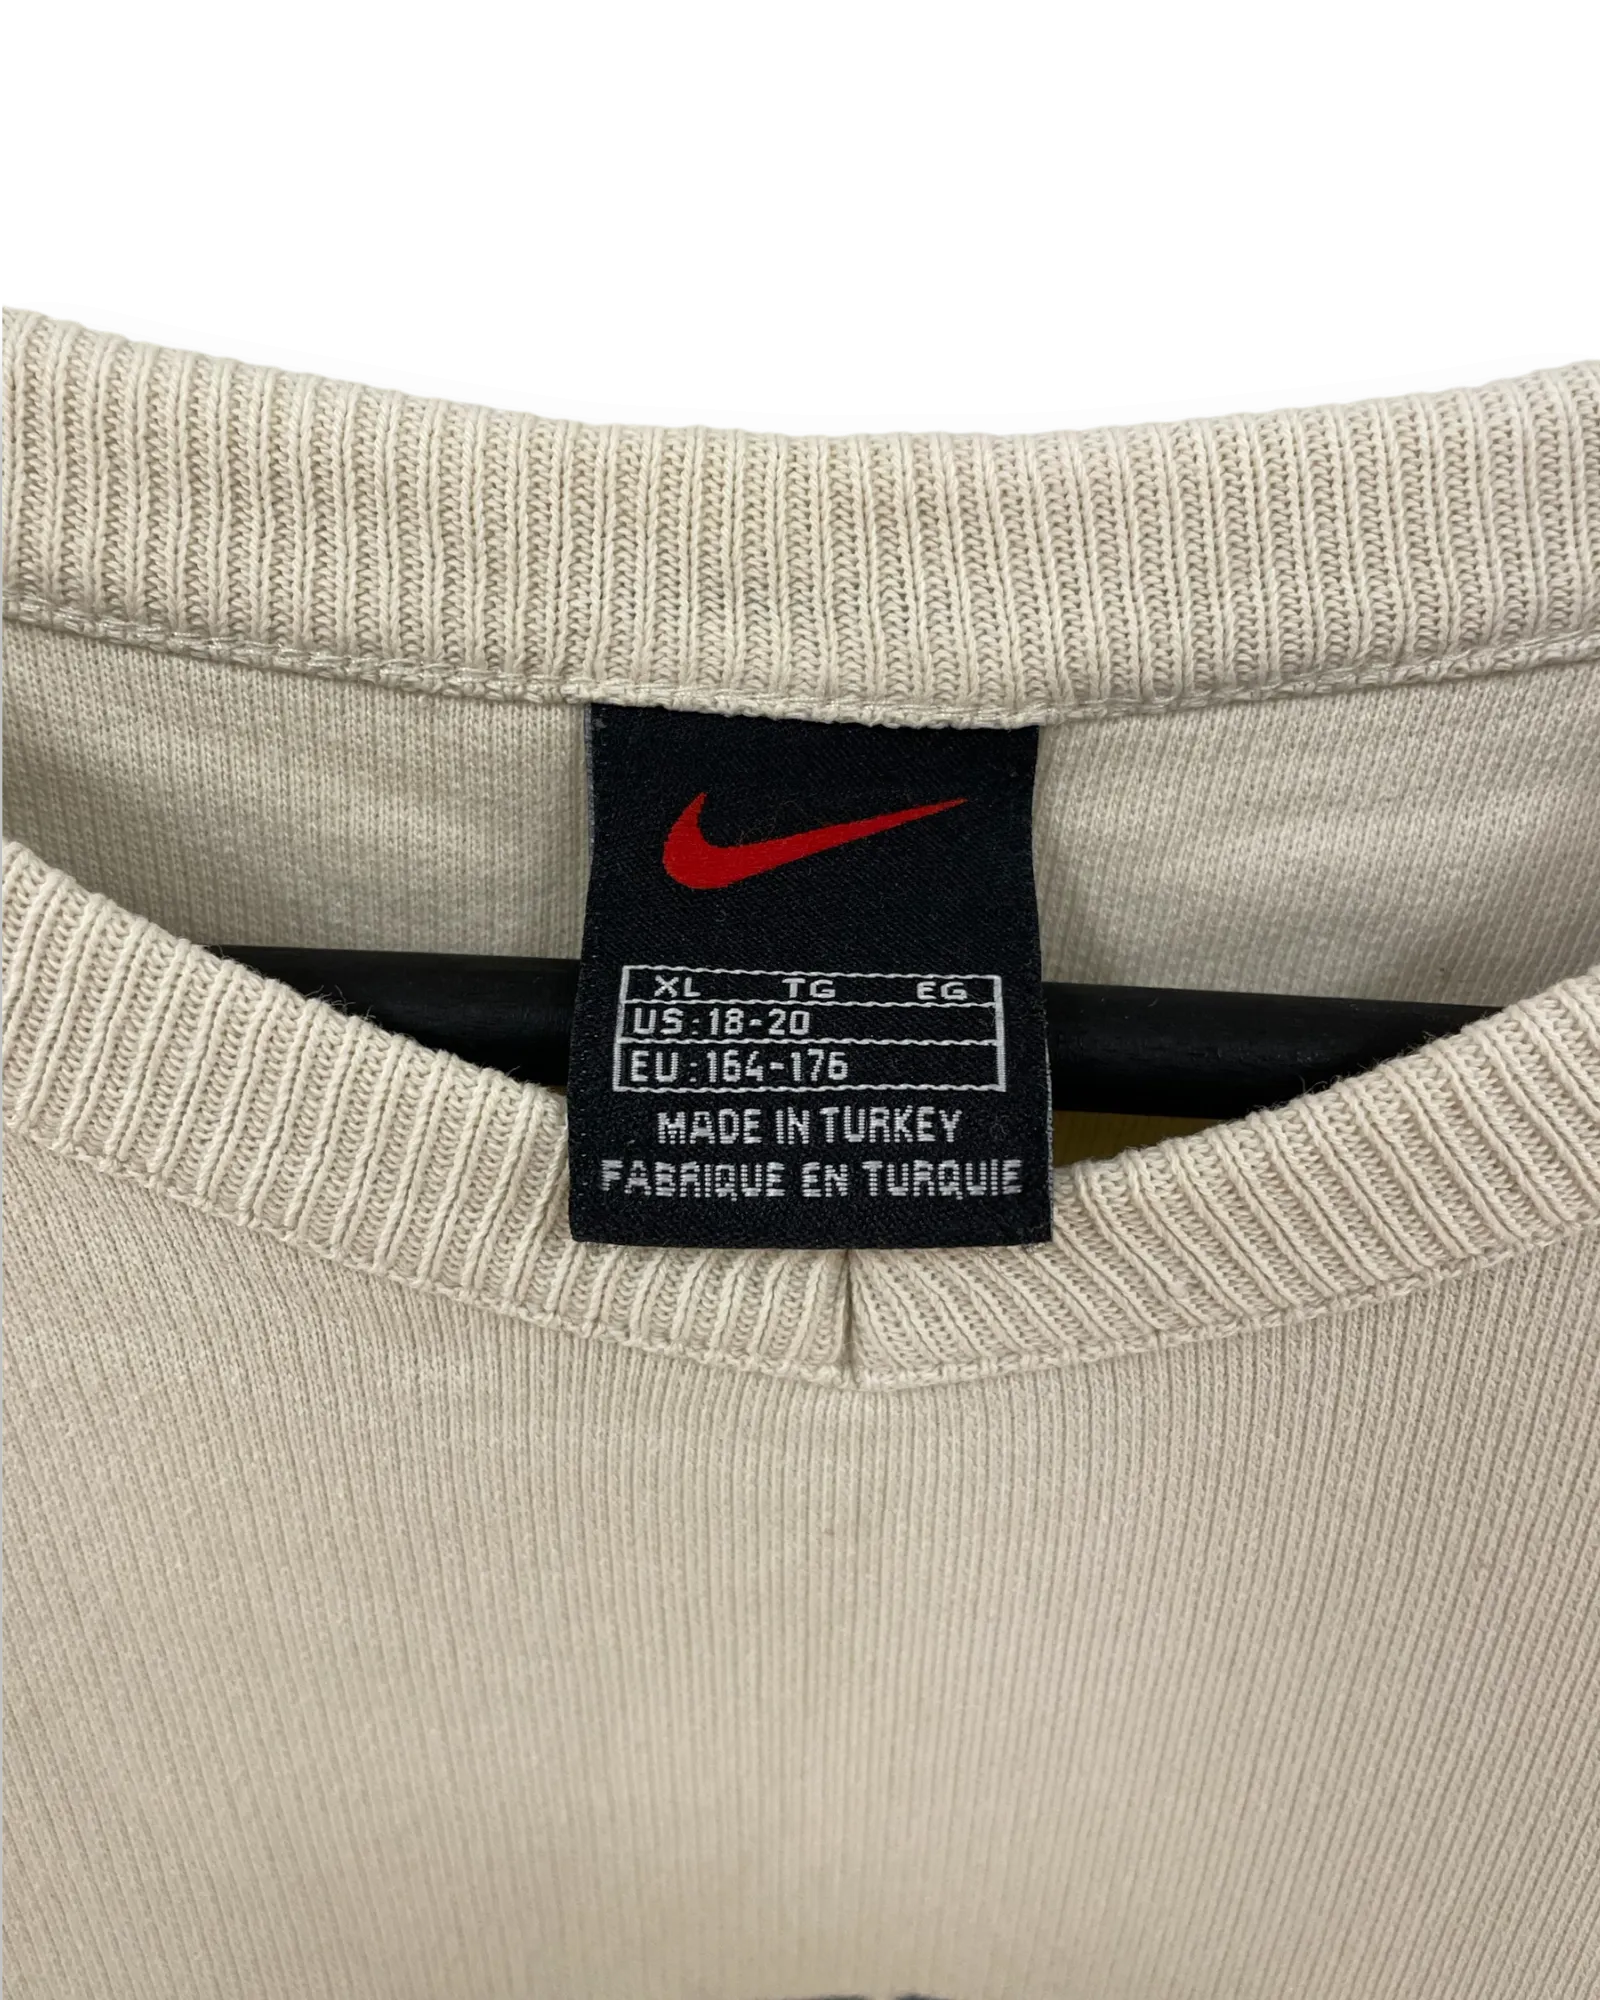 XL TG EG
US:18-20
EU:164-176
MADE IN TURKEY
FABRIQUE EN TURQUIE